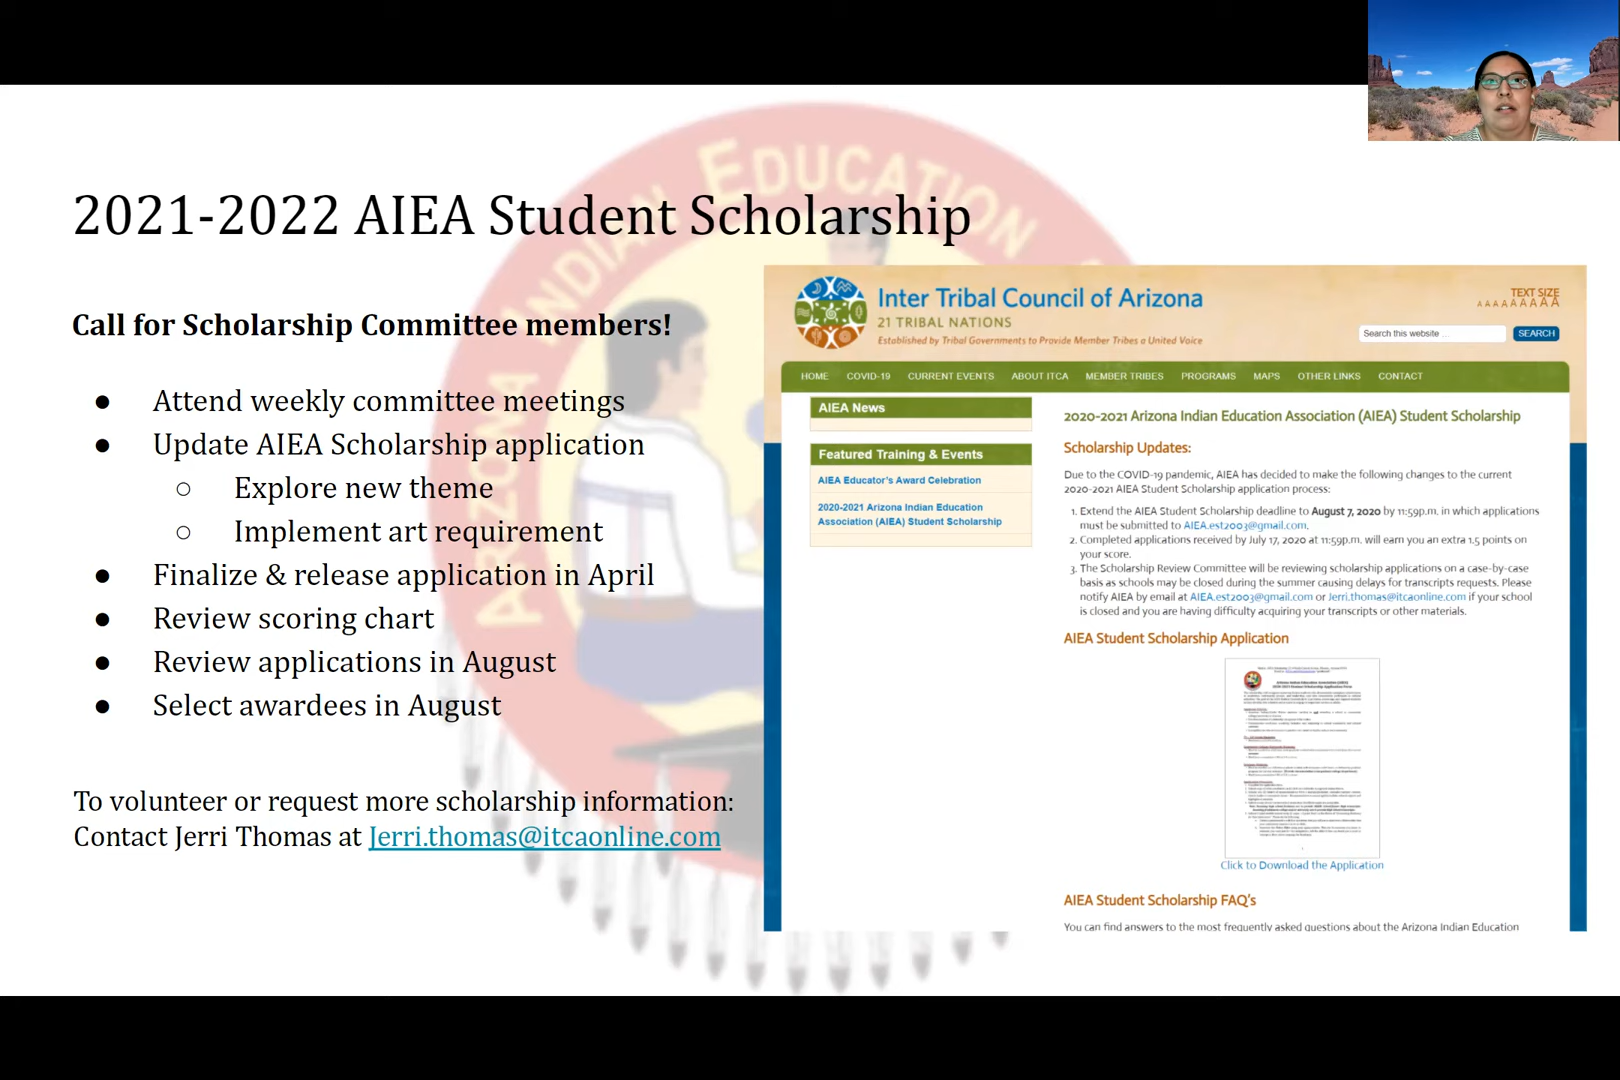 2021-2022 AIEA Student Scholarship
Call for Scholarship Committee members!
● Attend weekly committee meetings
● Update AIEA Scholarship application
○ Explore new theme
○ Implement art requirement
● Finalize & release application in April
● Review scoring chart
● Review applications in August
● Select awardees in August
To volunteer or request more scholarship information:
Contact Jerri Thomas at Jerri.thomas@itcaonline.com
ARIZONA INDIAN EDUCATION
Inter Tribal Council of Arizona
21 TRIBAL NATIONS
Established by Tribal Governments to Provide Member Tribes a United Voice
TEXT SIZE
A A A A A A A A A
Search this website ...
SEARCH
HOME COVID-19 CURRENT EVENTS ABOUT ITCA MEMBER TRIBES PROGRAMS MAPS OTHER LINKS CONTACT
AIEA News
Featured Training & Events
AIEA Educator's Award Celebration
2020-2021 Arizona Indian Education
Association (AIEA) Student Scholarship
2020-2021 Arizona Indian Education Association (AIEA) Student Scholarship
Scholarship Updates:
Due to the COVID-19 pandemic, AIEA has decided to make the following changes to the current
2020-2021 AIEA Student Scholarship application process:
1. Extend the AIEA Student Scholarship deadline to August 7, 2020 by 11:59p.m. in which applications
must be submitted to AIEA.est2003@gmail.com.
2. Completed applications received by July 17, 2020 at 11:59p.m. will earn you an extra 1.5 points on
your score.
3. The Scholarship Review Committee will be reviewing scholarship applications on a case-by-case
basis as schools may be closed during the summer causing delays for transcripts requests. Please
notify AIEA by email at AIEA.est2003@gmail.com or Jerri.thomas@itcaonline.com if your school
is closed and you are having difficulty acquiring your transcripts or other materials.
AIEA Student Scholarship Application
Click to Download the Application
AIEA Student Scholarship FAQ's
You can find answers to the most frequently asked questions about the Arizona Indian Education